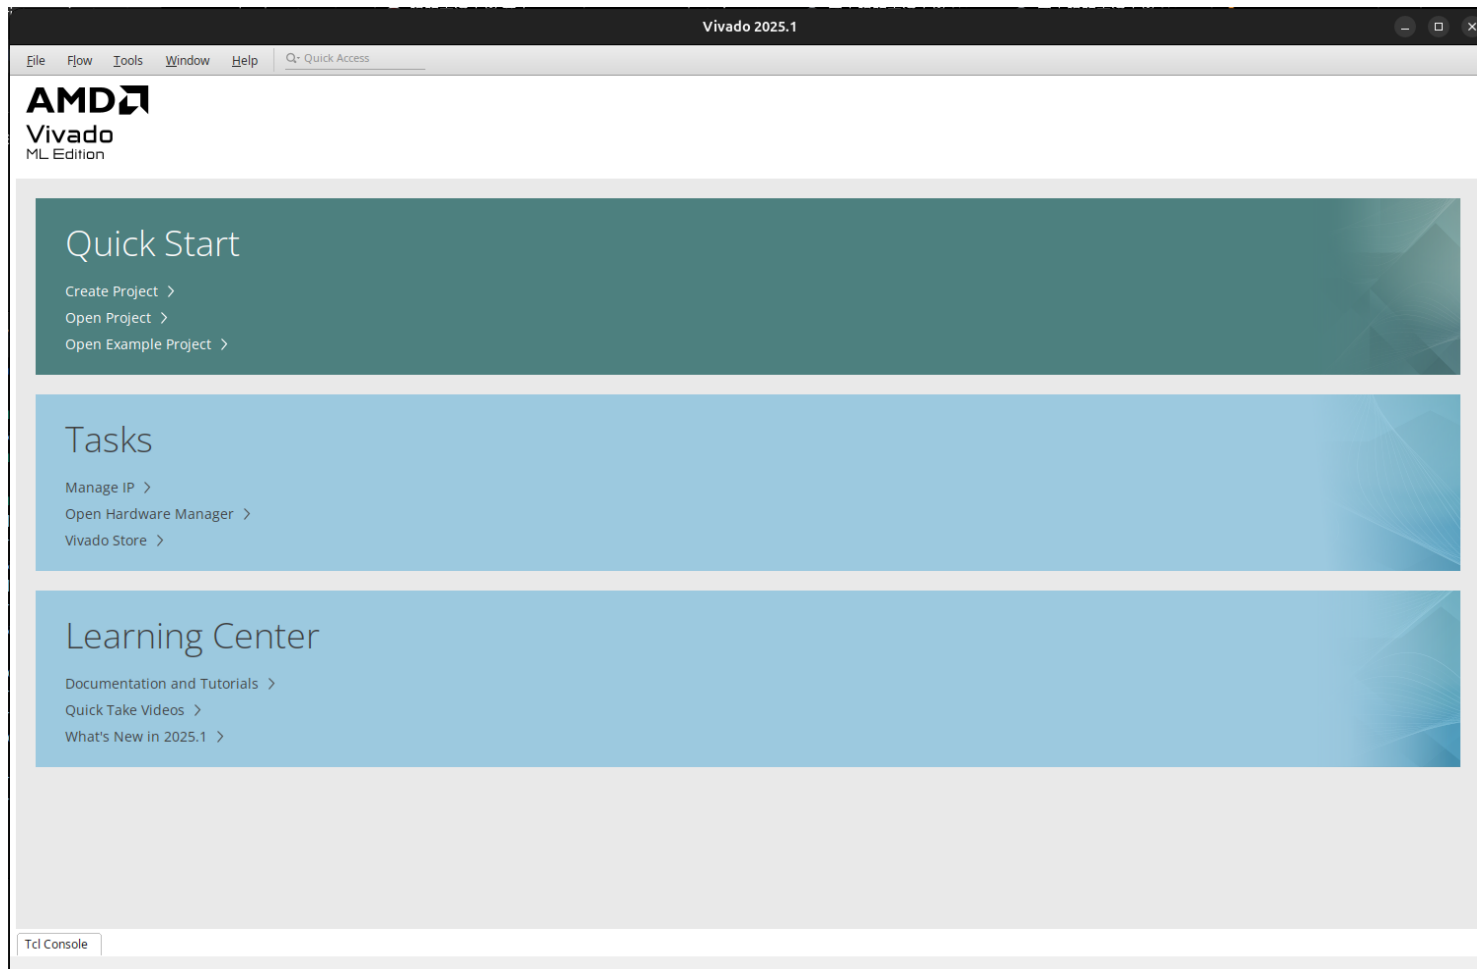 Vivado 2025.1
File Flow Tools Window Help Quick Access
AMD
Vivado
ML Edition
Quick Start
Create Project
Open Project
Open Example Project
Tasks
Manage IP
Open Hardware Manager
Vivado Store
Learning Center
Documentation and Tutorials
Quick Take Videos
What's New in 2025.1
Tcl Console